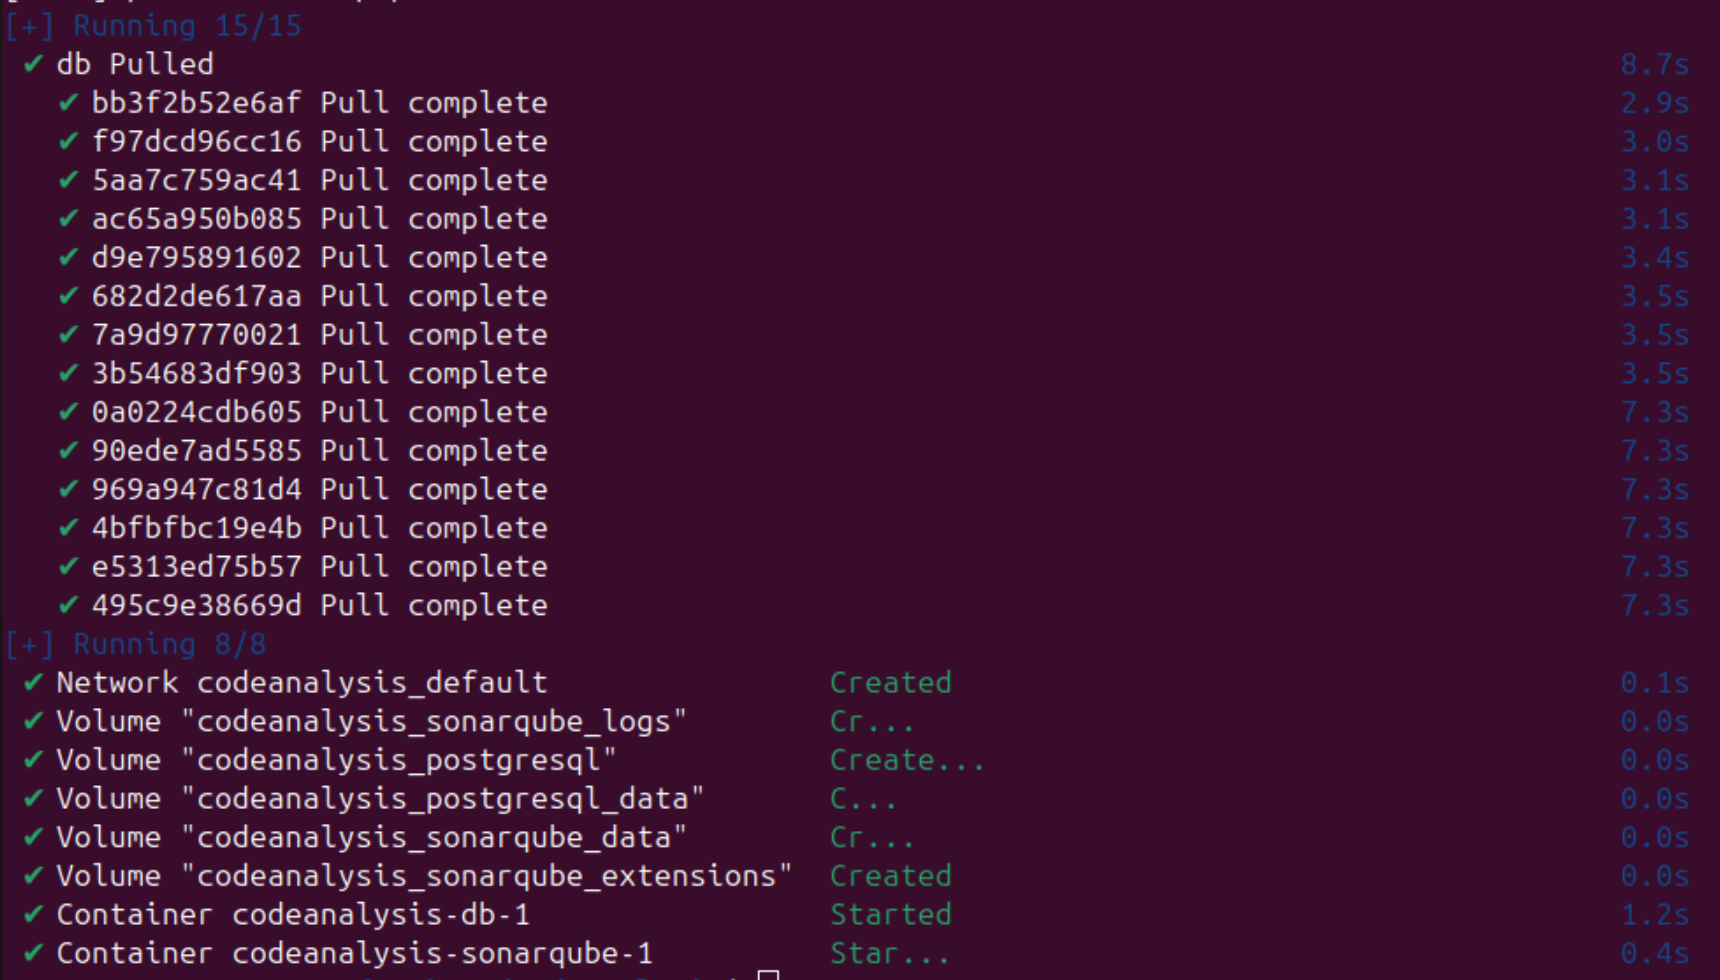 [+] Running 15/15
✔ db Pulled 8.7s
✔ bb3f2b52e6af Pull complete 2.9s
✔ f97dcd96cc16 Pull complete 3.0s
✔ 5aa7c759ac41 Pull complete 3.1s
✔ ac65a950b085 Pull complete 3.1s
✔ d9e795891602 Pull complete 3.4s
✔ 682d2de617aa Pull complete 3.5s
✔ 7a9d97770021 Pull complete 3.5s
✔ 3b54683df903 Pull complete 3.5s
✔ 0a0224cdb605 Pull complete 7.3s
✔ 90ede7ad5585 Pull complete 7.3s
✔ 969a947c81d4 Pull complete 7.3s
✔ 4bfbfbc19e4b Pull complete 7.3s
✔ e5313ed75b57 Pull complete 7.3s
✔ 495c9e38669d Pull complete 7.3s
[+] Running 8/8
✔ Network codeanalysis_default Created 0.1s
✔ Volume "codeanalysis_sonarqube_logs" Cr... 0.0s
✔ Volume "codeanalysis_postgresql" Create... 0.0s
✔ Volume "codeanalysis_postgresql_data" C... 0.0s
✔ Volume "codeanalysis_sonarqube_data" Cr... 0.0s
✔ Volume "codeanalysis_sonarqube_extensions" Created 0.0s
✔ Container codeanalysis-db-1 Started 1.2s
✔ Container codeanalysis-sonarqube-1 Star... 0.4s